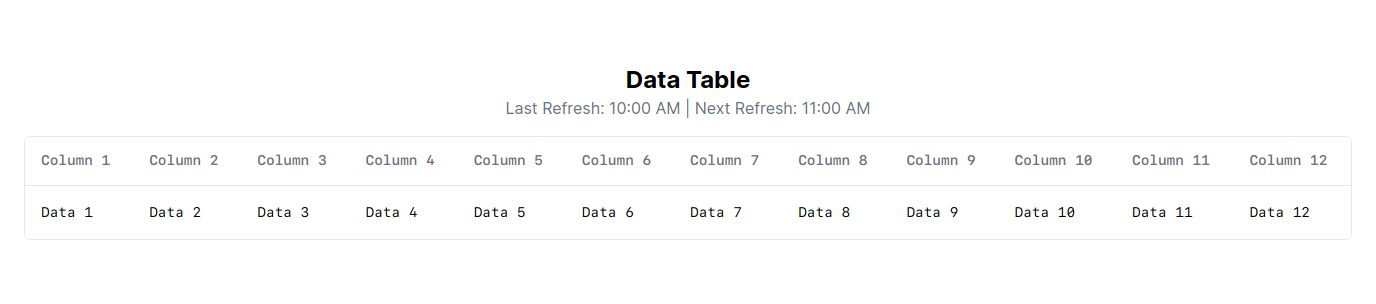 Data Table
Last Refresh: 10:00 AM | Next Refresh: 11:00 AM
Column 1 Column 2 Column 3 Column 4 Column 5 Column 6 Column 7 Column 8 Column 9 Column 10 Column 11 Column 12
Data 1 Data 2 Data 3 Data 4 Data 5 Data 6 Data 7 Data 8 Data 9 Data 10 Data 11 Data 12